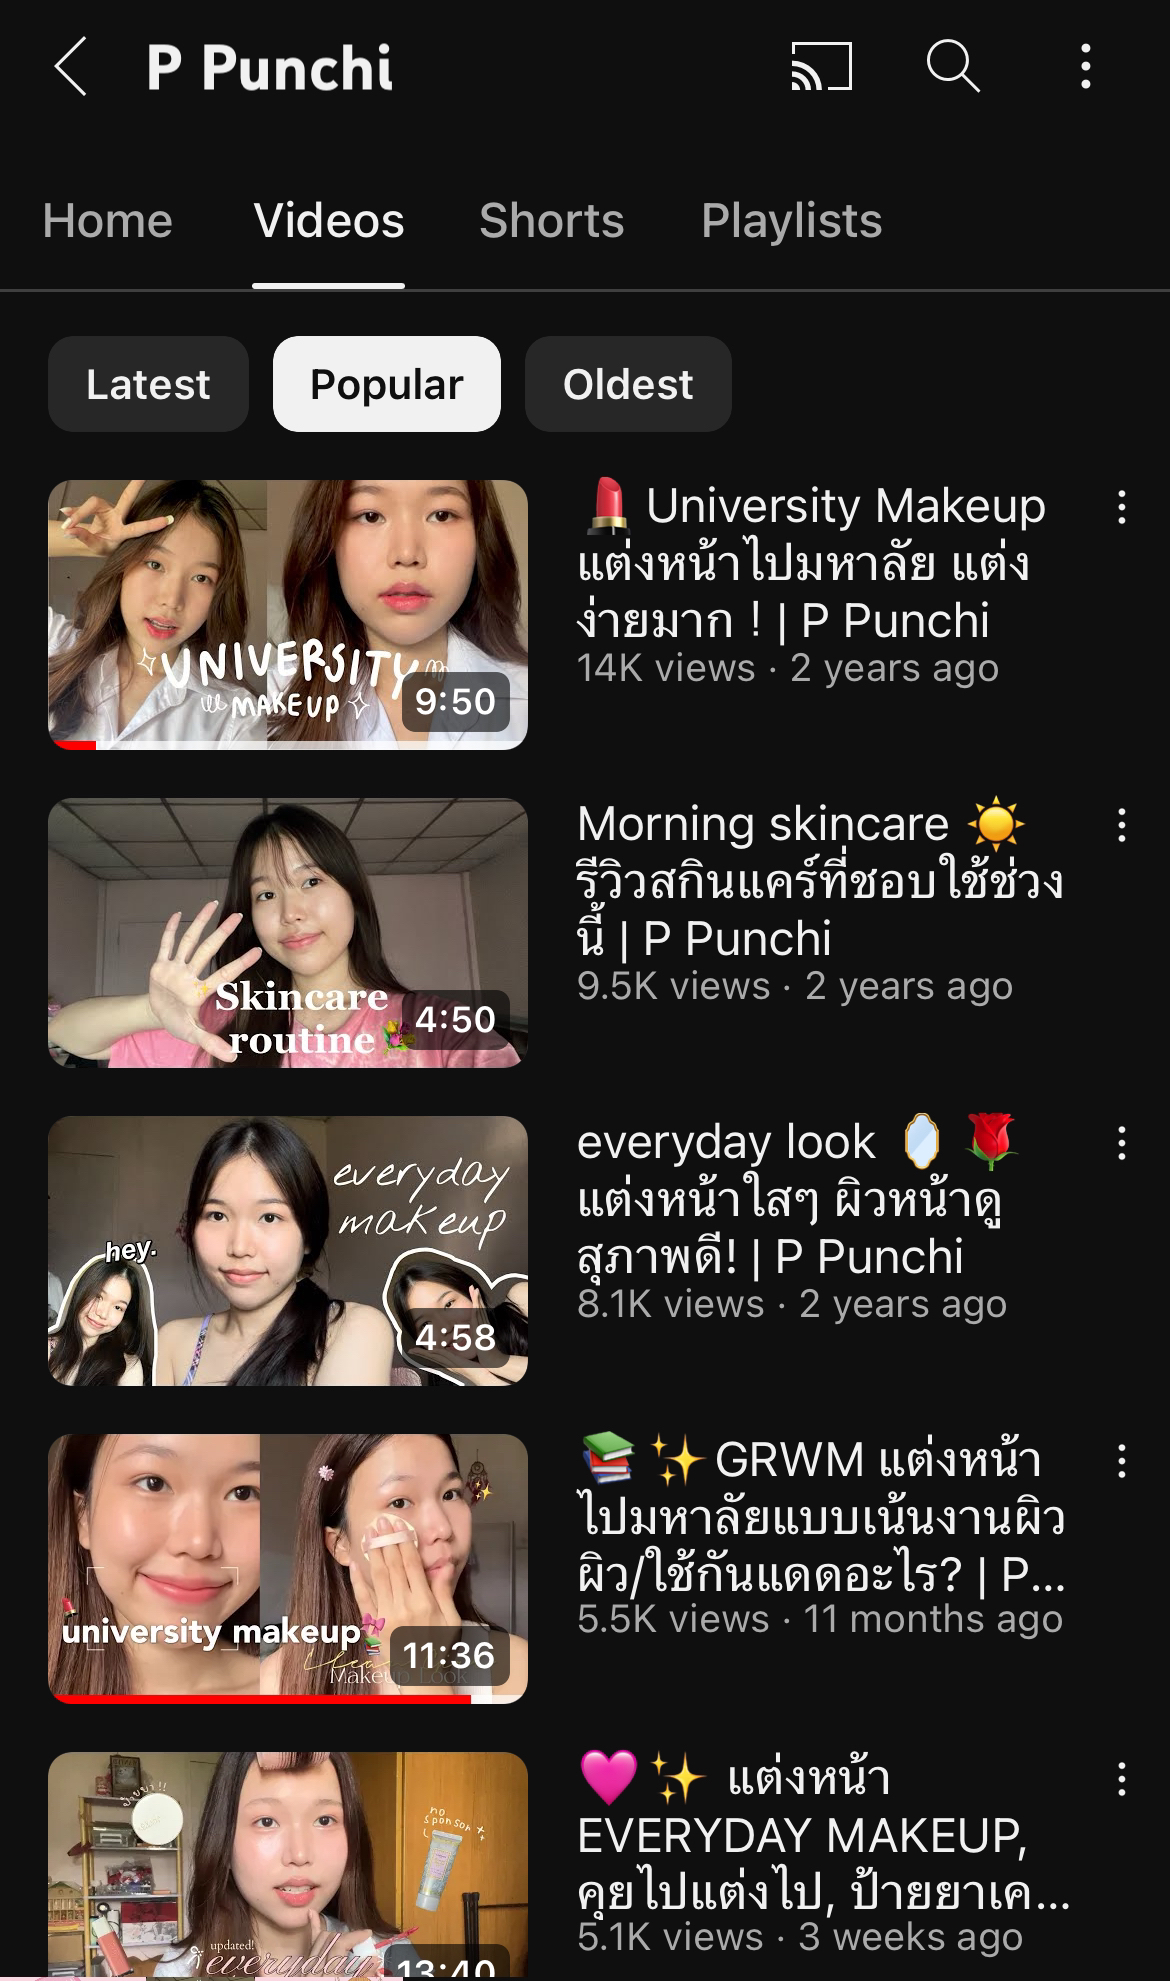 P Punchi
Home
Videos
Shorts
Playlists
Latest
Popular
Oldest
UNIVERSITY
MAKEUP
9:50
💄 University Makeup
แต่งหน้าไปมหาลัย แต่ง
ง่ายมาก ! | P Punchi
14K views · 2 years ago
Skincare
routine
4:50
Morning skincare ☀️
รีวิวสกินแคร์ที่ชอบใช้ช่วง
นี้ | P Punchi
9.5K views · 2 years ago
everyday
makeup
hey.
4:58
everyday look 🪞🌹
แต่งหน้าใสๆ ผิวหน้าดู
สุภาพดี! | P Punchi
8.1K views · 2 years ago
university makeup
Makeup Look
11:36
📚✨GRWM แต่งหน้า
ไปมหาลัยแบบเน้นงานผิว
ผิว/ใช้กันแดดอะไร? | P...
5.5K views · 11 months ago
ป้ายยา!!
no
sponsor
updated!
everyday
13:40
🩷✨ แต่งหน้า
EVERYDAY MAKEUP,
คุยไปแต่งไป, ป้ายยาเค...
5.1K views · 3 weeks ago